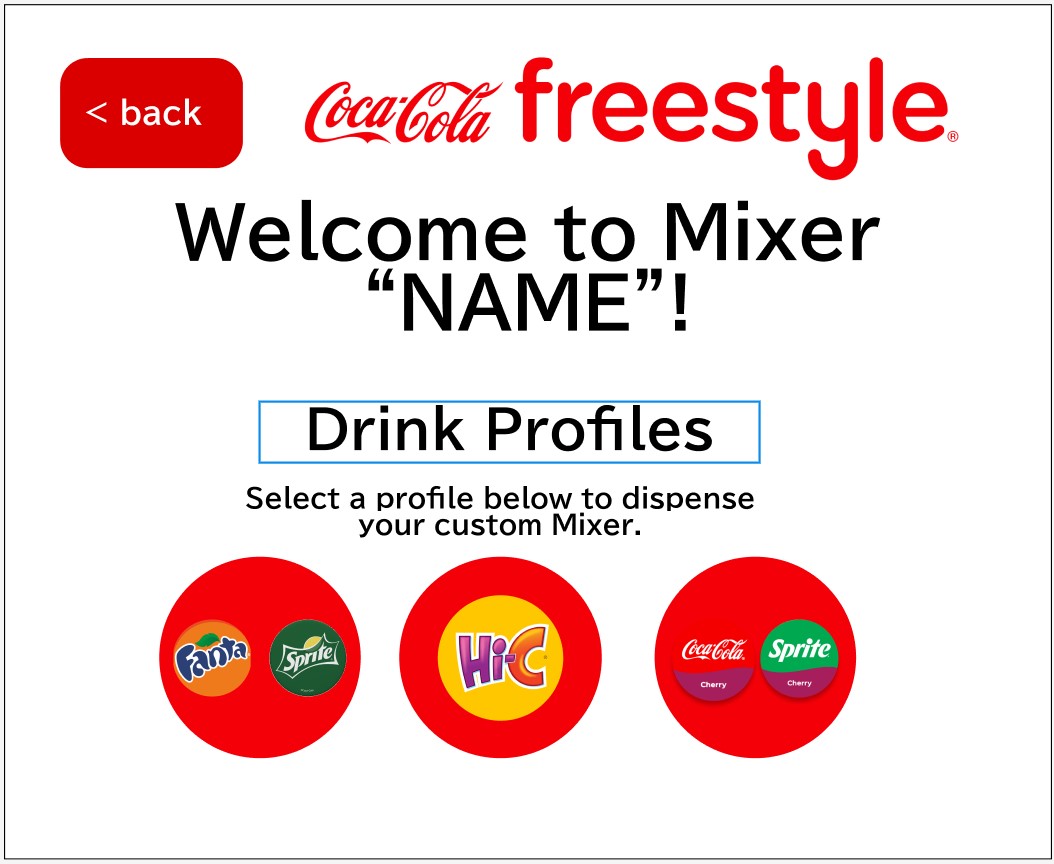 < back
Coca-Cola freestyle®
Welcome to Mixer
“NAME”!
Drink Profiles
Select a profile below to dispense
your custom Mixer.
Fanta
Sprite
Hi-C
Coca-Cola
Cherry
Sprite
Cherry